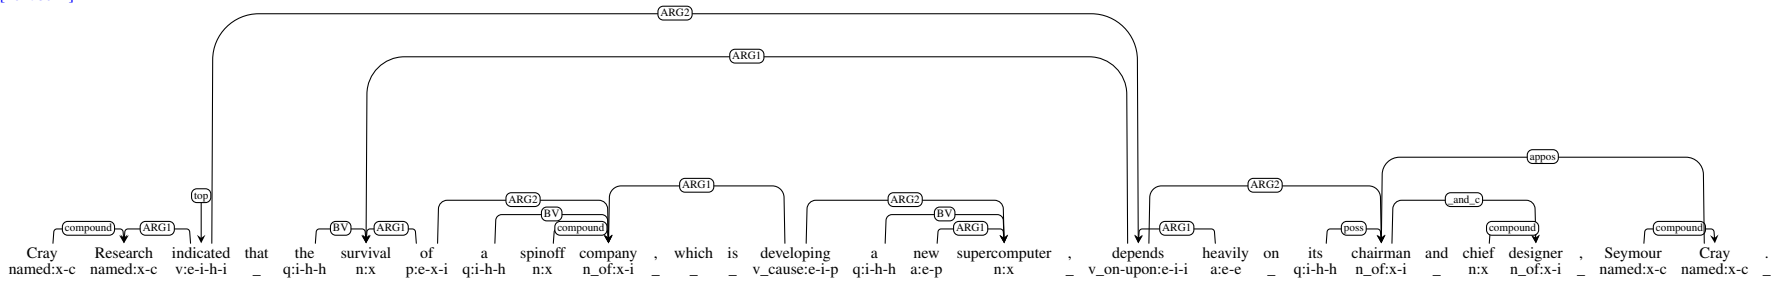 ARG2
ARG1
appos
top
ARG2 ARG1 ARG2 ARG2 _and_c
BV BV
compound ARG1 BV ARG1 compound ARG1 ARG1 poss compound compound
Cray Research indicated that the survival of a spinoff company , which is developing a new supercomputer , depends heavily on its chairman and chief designer , Seymour Cray .
named:x-c named:x-c v:e-i-h-i _ q:i-h-h n:x p:e-x-i q:i-h-h n:x n_of:x-i _ _ _ v_cause:e-i-p q:i-h-h a:e-p n:x _ v_on-upon:e-i-i a:e-e _ q:i-h-h n_of:x-i _ n:x n_of:x-i _ named:x-c named:x-c _